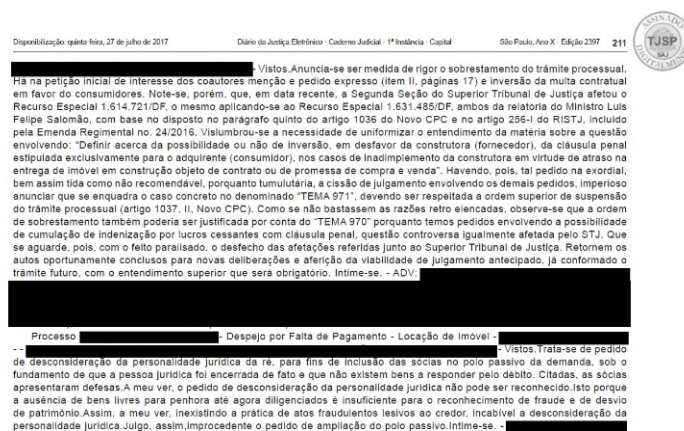 Disponibilização: quinta-feira, 27 de julho de 2017 Diário da Justiça Eletrônico - Caderno Judicial - 1ª Instância - Capital São Paulo, Ano X - Edição 2397 211
ASSINADO
TJSP
SAJ
DIGITALMENTE
- Vistos.Anuncia-se ser medida de rigor o sobrestamento do trâmite processual.
Há na petição inicial de interesse dos coautores menção e pedido expresso (item II, páginas 17) e inversão da multa contratual
em favor do consumidores. Note-se, porém, que, em data recente, a Segunda Seção do Superior Tribunal de Justiça afetou o
Recurso Especial 1.614.721/DF, o mesmo aplicando-se ao Recurso Especial 1.631.485/DF, ambos da relatoria do Ministro Luis
Felipe Salomão, com base no disposto no parágrafo quinto do artigo 1036 do Novo CPC e no artigo 256-I do RISTJ, incluído
pela Emenda Regimental no. 24/2016. Vislumbrou-se a necessidade de uniformizar o entendimento da matéria sobre a questão
envolvendo: "Definir acerca da possibilidade ou não de inversão, em desfavor da construtora (fornecedor), da cláusula penal
estipulada exclusivamente para o adquirente (consumidor), nos casos de inadimplemento da construtora em virtude de atraso na
entrega de imóvel em construção objeto de contrato ou de promessa de compra e venda". Havendo, pois, tal pedido na exordial,
bem assim tida como não recomendável, porquanto tumultuária, a cissão de julgamento envolvendo os demais pedidos, imperioso
anunciar que se enquadra o caso concreto no denominado "TEMA 971", devendo ser respeitada a ordem superior de suspensão
do trâmite processual (artigo 1037, II, Novo CPC). Como se não bastassem as razões retro elencadas, observe-se que a ordem
de sobrestamento também poderia ser justificada por conta do "TEMA 970" porquanto temos pedidos envolvendo a possibilidade
de cumulação de indenização por lucros cessantes com cláusula penal, questão controversa igualmente afetada pelo STJ. Que
se aguarde, pois, com o feito paralisado, o desfecho das afetações referidas junto ao Superior Tribunal de Justiça. Retornem os
autos oportunamente conclusos para novas deliberações e aferição da viabilidade de julgamento antecipado, já conformado o
trâmite futuro, com o entendimento superior que será obrigatório. Intime-se. - ADV:
Processo - Despejo por Falta de Pagamento - Locação de Imóvel -
- - - Vistos.Trata-se de pedido
de desconsideração da personalidade jurídica da ré, para fins de inclusão das sócias no polo passivo da demanda, sob o
fundamento de que a pessoa jurídica foi encerrada de fato e que não existem bens a responder pelo débito. Citadas, as sócias
apresentaram defesas.A meu ver, o pedido de desconsideração da personalidade jurídica não pode ser reconhecido.Isto porque
a ausência de bens livres para penhora até agora diligenciados é insuficiente para o reconhecimento de fraude e de desvio
de patrimônio.Assim, a meu ver, inexistindo a prática de atos fraudulentos lesivos ao credor, incabível a desconsideração da
personalidade jurídica.Julgo, assim,improcedente o pedido de ampliação do polo passivo.Intime-se. -